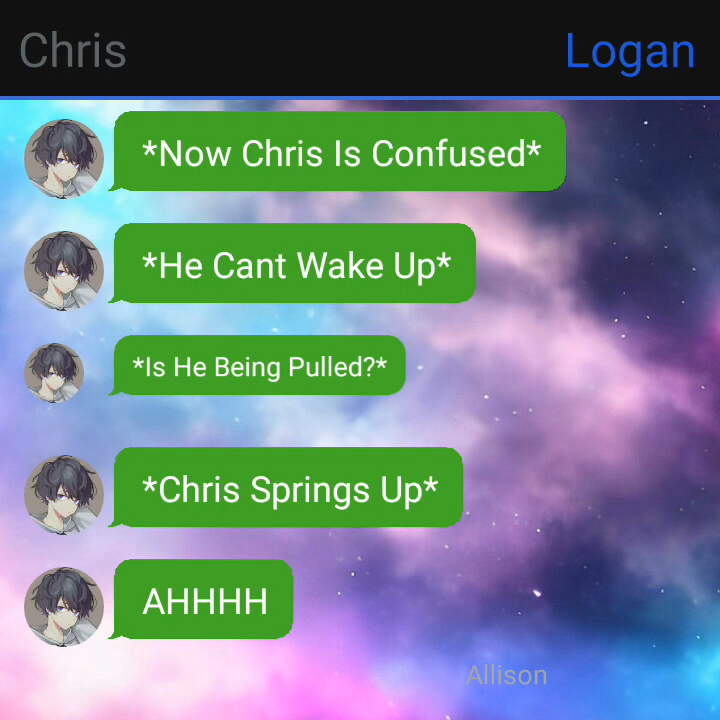 Chris
Logan
*Now Chris Is Confused*
*He Cant Wake Up*
*Is He Being Pulled?*
*Chris Springs Up*
AHHHH
Allison